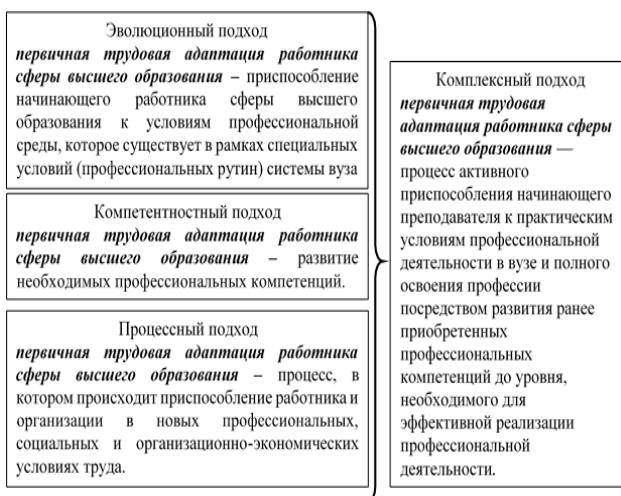 Эволюционный подход
первичная трудовая адаптация работника
сферы высшего образования – приспособление
начинающего работника сферы высшего
образования к условиям профессиональной
среды, которое существует в рамках специальных
условий (профессиональных рутин) системы вуза
Компетентностный подход
первичная трудовая адаптация работника
сферы высшего образования – развитие
необходимых профессиональных компетенций.
Процессный подход
первичная трудовая адаптация работника
сферы высшего образования – процесс, в
котором происходит приспособление работника и
организации в новых профессиональных,
социальных и организационно-экономических
условиях труда.
Комплексный подход
первичная трудовая
адаптация работника сферы
высшего образования —
процесс активного
приспособления начинающего
преподавателя к практическим
условиям профессиональной
деятельности в вузе и полного
освоения профессии
посредством развития ранее
приобретенных
профессиональных
компетенций до уровня,
необходимого для
эффективной реализации
профессиональной
деятельности.